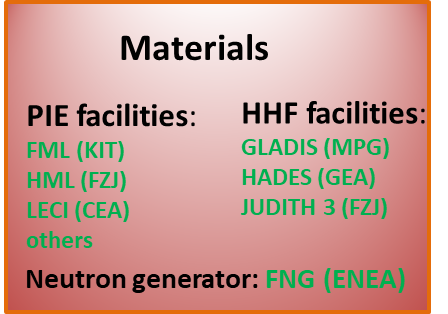 Materials
PIE facilities:
FML (KIT)
HML (FZJ)
LECI (CEA)
others
HHF facilities:
GLADIS (MPG)
HADES (GEA)
JUDITH 3 (FZJ)
Neutron generator: FNG (ENEA)